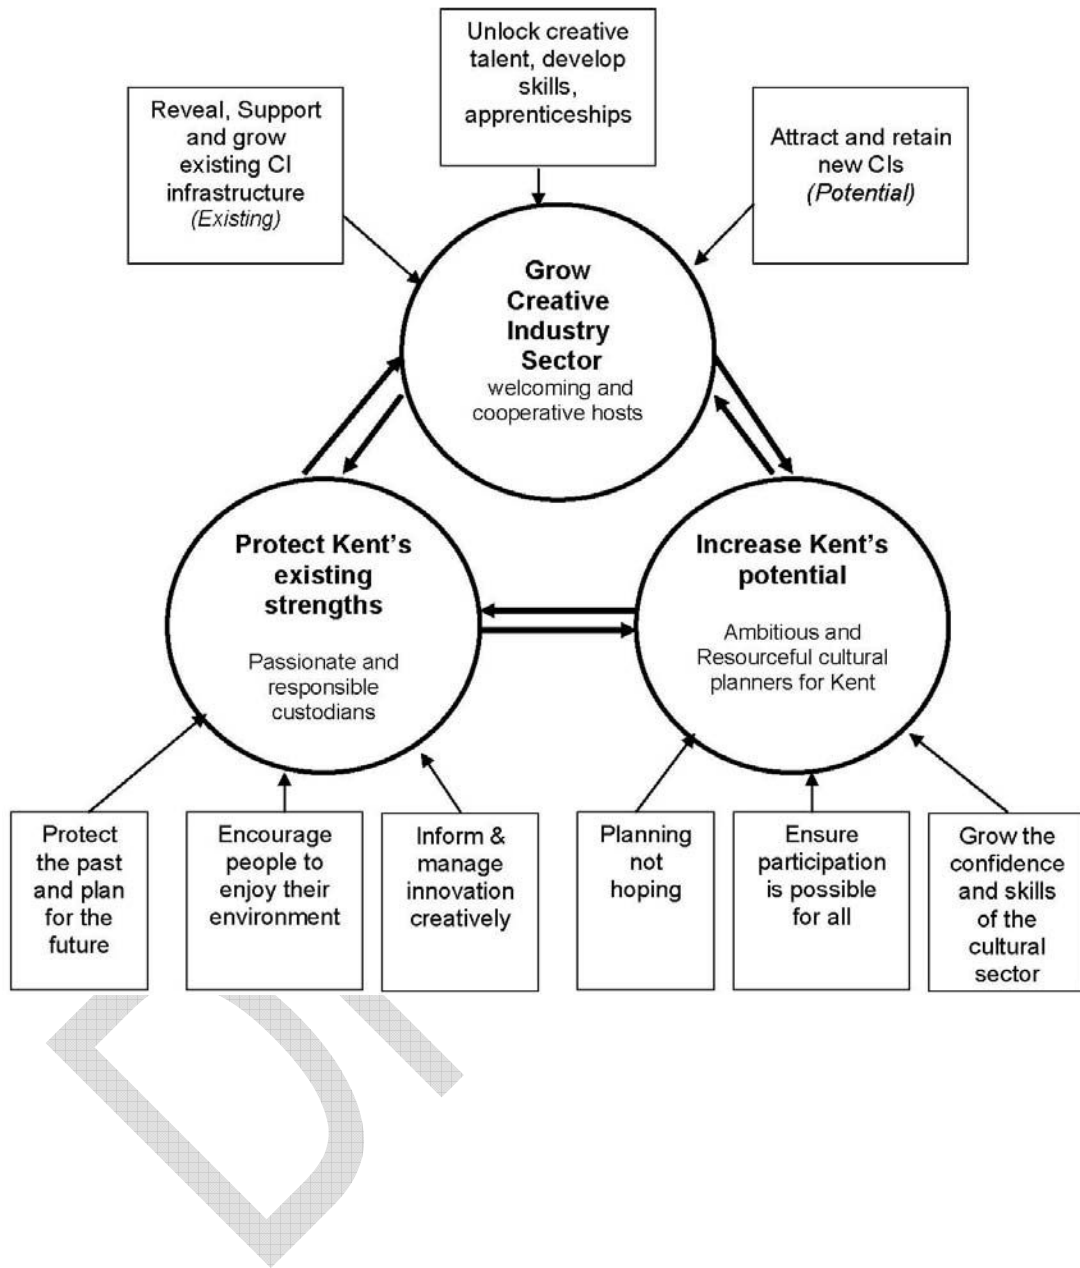 Unlock creative
talent, develop
skills,
apprenticeships
Reveal, Support
and grow
existing CI
infrastructure
(Existing)
Attract and retain
new CIs
(Potential)
Grow
Creative
Industry
Sector
welcoming and
cooperative hosts
Protect Kent's
existing
strengths
Passionate and
responsible
custodians
Increase Kent's
potential
Ambitious and
Resourceful cultural
planners for Kent
Protect
the past
and plan
for the
future
Encourage
people to
enjoy their
environment
Inform &
manage
innovation
creatively
Planning
not
hoping
Ensure
participation
is possible
for all
Grow the
confidence
and skills
of the
cultural
sector